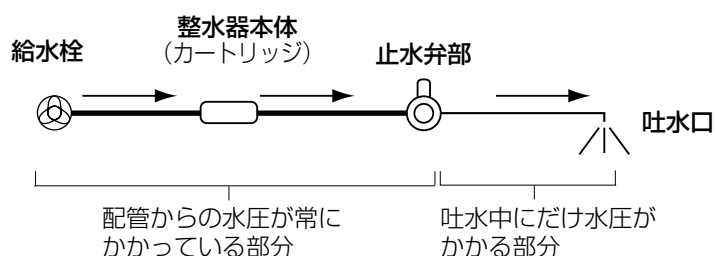 整水器本体
(カートリッジ)
給水栓
止水弁部
吐水口
配管からの水圧が常に
かかっている部分
吐水中にだけ水圧が
かかる部分